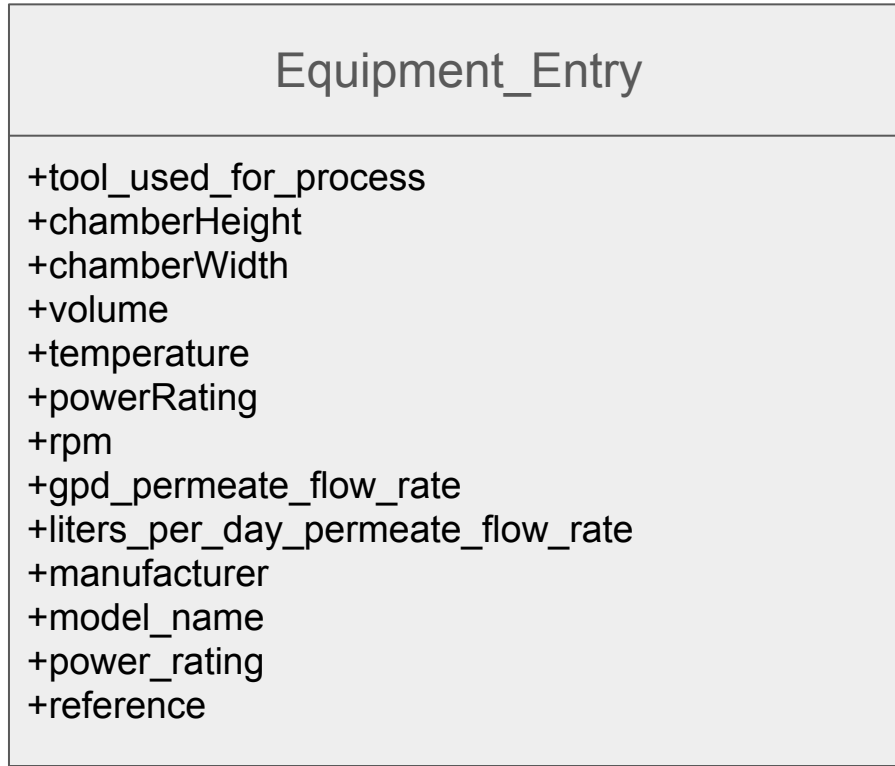 Equipment_Entry
+tool_used_for_process
+chamberHeight
+chamberWidth
+volume
+temperature
+powerRating
+rpm
+gpd_permeate_flow_rate
+liters_per_day_permeate_flow_rate
+manufacturer
+model_name
+power_rating
+reference